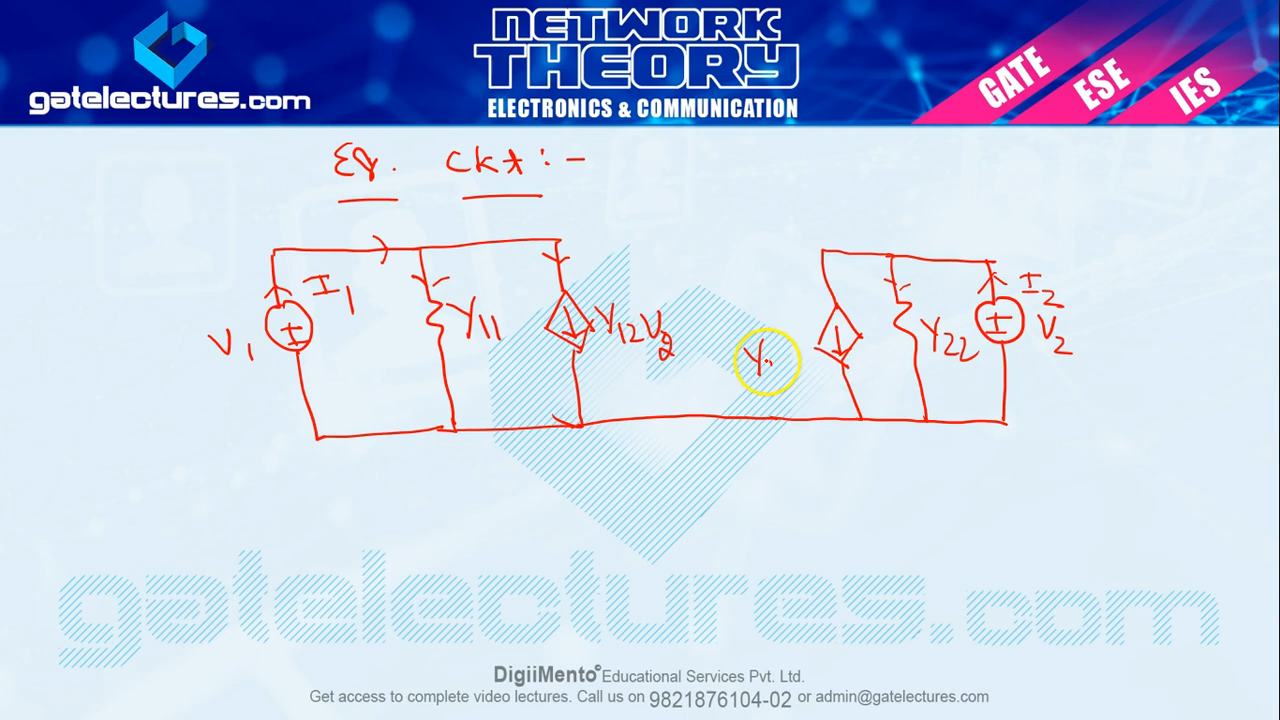 NETWORK
THEORY
ELECTRONICS & COMMUNICATION
gatelectures.com
GATE
ESE
IES
Eq. Ckt :-
I1
V1
Y11
Y12V2
Y
Y22
I2
V2
gatelectures.com
DigiiMento© Educational Services Pvt. Ltd.
Get access to complete video lectures. Call us on 9821876104-02 or admin@gatelectures.com